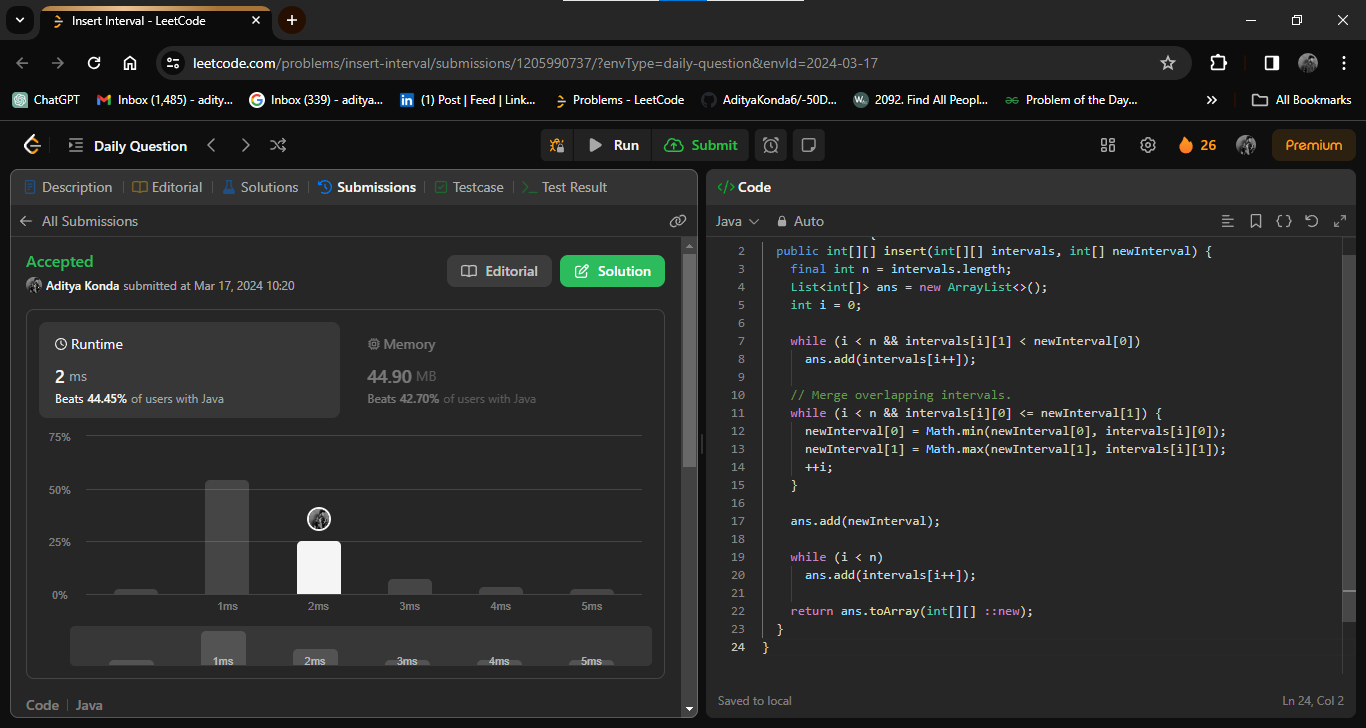 Insert Interval - LeetCode
leetcode.com/problems/insert-interval/submissions/1205990737/?envType=daily-question&envId=2024-03-17
ChatGPT
Inbox (1,485) - adity...
Inbox (339) - aditya...
(1) Post | Feed | Link...
Problems - LeetCode
AdityaKonda6/-50D...
2092. Find All Peopl...
Problem of the Day...
»
All Bookmarks
Daily Question
Run
Submit
26
Premium
Description
Editorial
Solutions
Submissions
Testcase
Test Result
All Submissions
Accepted
Aditya Konda submitted at Mar 17, 2024 10:20
Editorial
Solution
Runtime
2 ms
Beats 44.45% of users with Java
Memory
44.90 MB
Beats 42.70% of users with Java
75%
50%
25%
0%
1ms
2ms
3ms
4ms
5ms
1ms
2ms
3ms
4ms
5ms
Code | Java
</> Code
Java
Auto
2 public int[][] insert(int[][] intervals, int[] newInterval) {
3 final int n = intervals.length;
4 List<int[]> ans = new ArrayList<>();
5 int i = 0;
6
7 while (i < n && intervals[i][1] < newInterval[0])
8 ans.add(intervals[i++]);
9
10 // Merge overlapping intervals.
11 while (i < n && intervals[i][0] <= newInterval[1]) {
12 newInterval[0] = Math.min(newInterval[0], intervals[i][0]);
13 newInterval[1] = Math.max(newInterval[1], intervals[i][1]);
14 ++i;
15 }
16
17 ans.add(newInterval);
18
19 while (i < n)
20 ans.add(intervals[i++]);
21
22 return ans.toArray(int[][] ::new);
23 }
24 }
Saved to local
Ln 24, Col 2